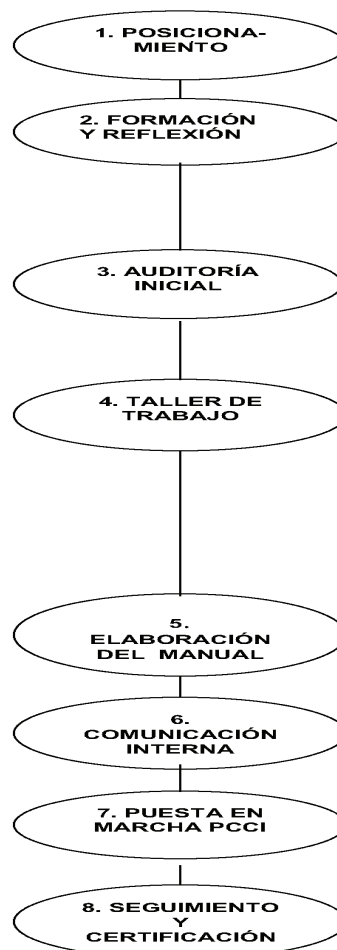 1. POSICIONA-
MIENTO
2. FORMACIÓN
Y REFLEXIÓN
3. AUDITORÍA
INICIAL
4. TALLER DE
TRABAJO
5.
ELABORACIÓN
DEL MANUAL
6.
COMUNICACIÓN
INTERNA
7. PUESTA EN
MARCHA PCCI
8. SEGUIMIENTO
Y
CERTIFICACIÓN